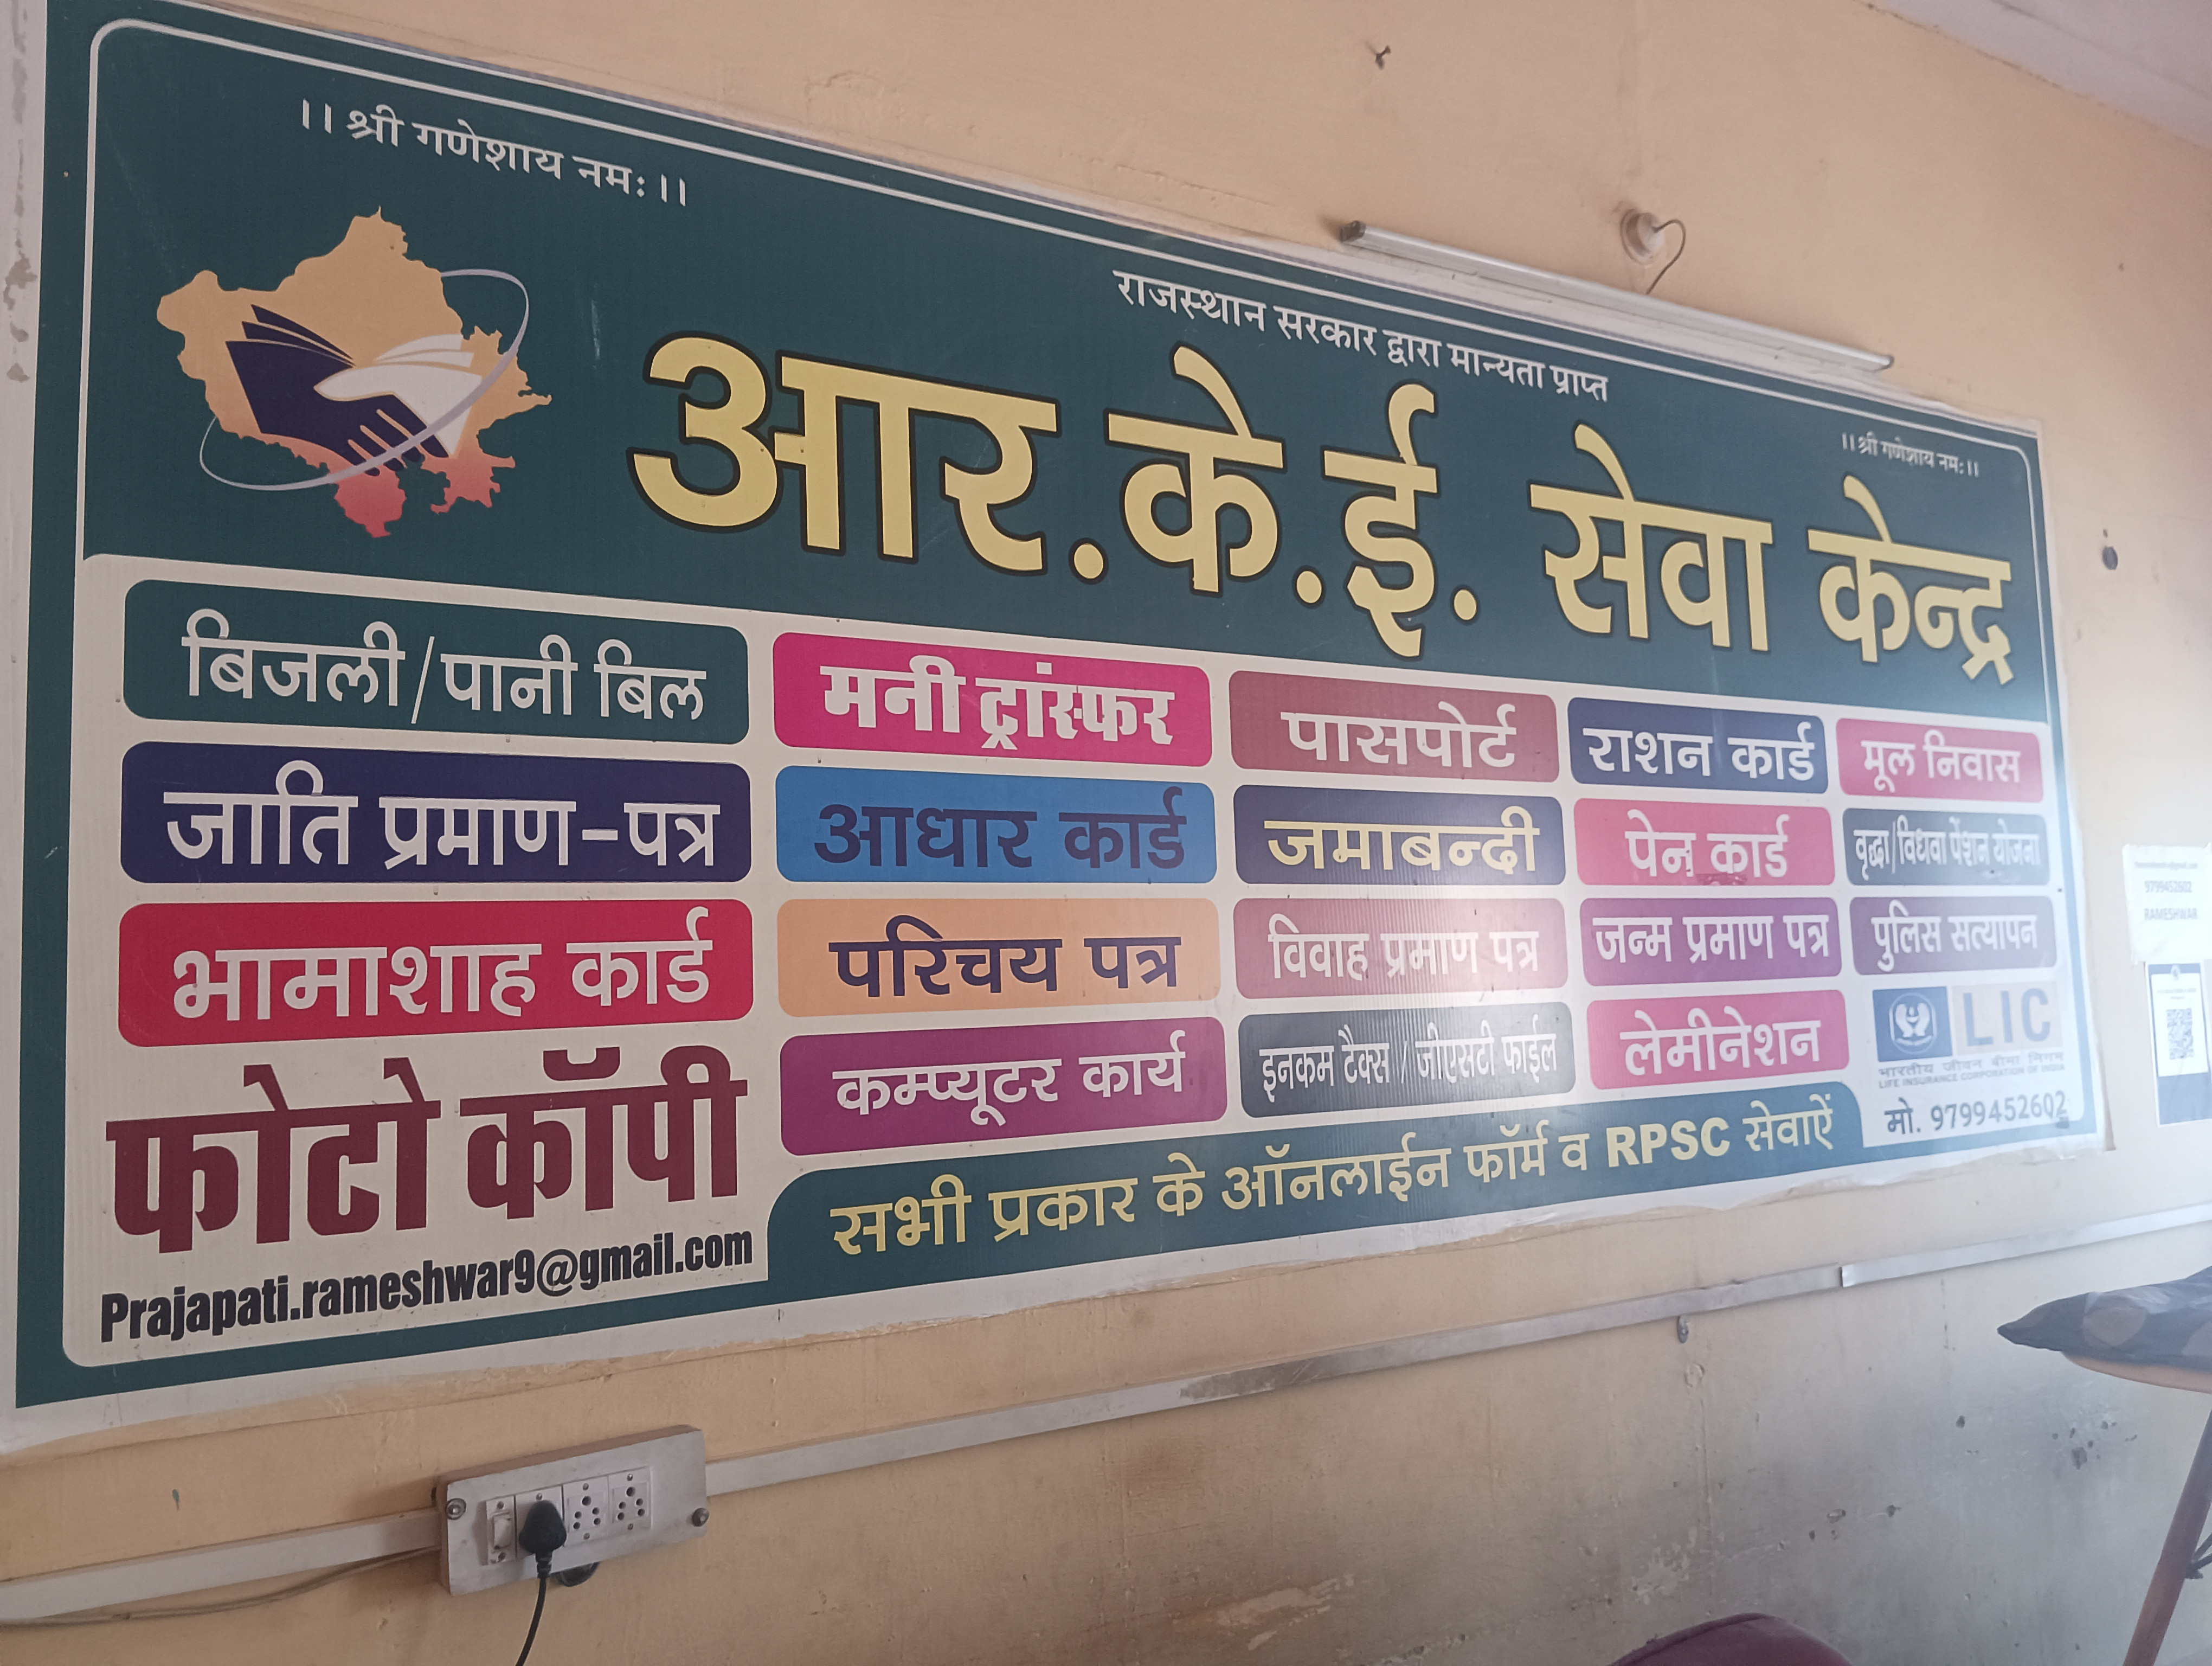 ।। श्री गणेशाय नमः ।।
राजस्थान सरकार द्वारा मान्यता प्राप्त
।। श्री गणेशाय नमः ।।
आर.के.ई. सेवा केन्द्र
बिजली/पानी बिल
मनी ट्रांस्फर
पासपोर्ट
राशन कार्ड
मूल निवास
जाति प्रमाण-पत्र
आधार कार्ड
जमाबन्दी
पेन कार्ड
वृद्धा/विधवा पेंशन योजना
भामाशाह कार्ड
परिचय पत्र
विवाह प्रमाण पत्र
जन्म प्रमाण पत्र
पुलिस सत्यापन
फोटो कॉपी
कम्प्यूटर कार्य
इनकम टैक्स / जीएसटी फाईल
लेमीनेशन
LIC
भारतीय जीवन बीमा निगम
LIFE INSURANCE CORPORATION OF INDIA
मो. 9799452602
सभी प्रकार के ऑनलाईन फॉर्म व RPSC सेवाऐं
Prajapati.rameshwar9@gmail.com
9799452602
RAMESHWAR